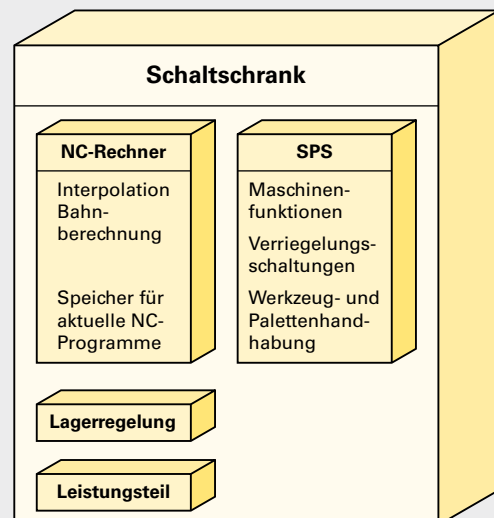 Schaltschrank
NC-Rechner
Interpolation
Bahn-
berechnung
Speicher für
aktuelle NC-
Programme
SPS
Maschinen-
funktionen
Verriegelungs-
schaltungen
Werkzeug- und
Palettenhand-
habung
Lagerregelung
Leistungsteil